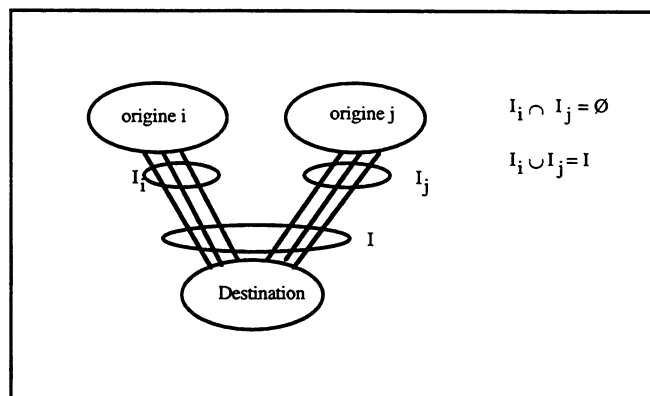 origine i
origine j
I_i ∩ I_j = Ø
I_i
I_j
I_i ∪ I_j = I
I
Destination